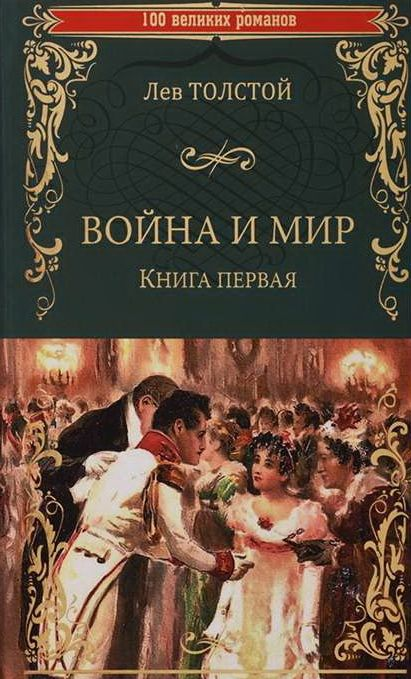 100 великих романов
Лев ТОЛСТОЙ
ВОЙНА И МИР
КНИГА ПЕРВАЯ